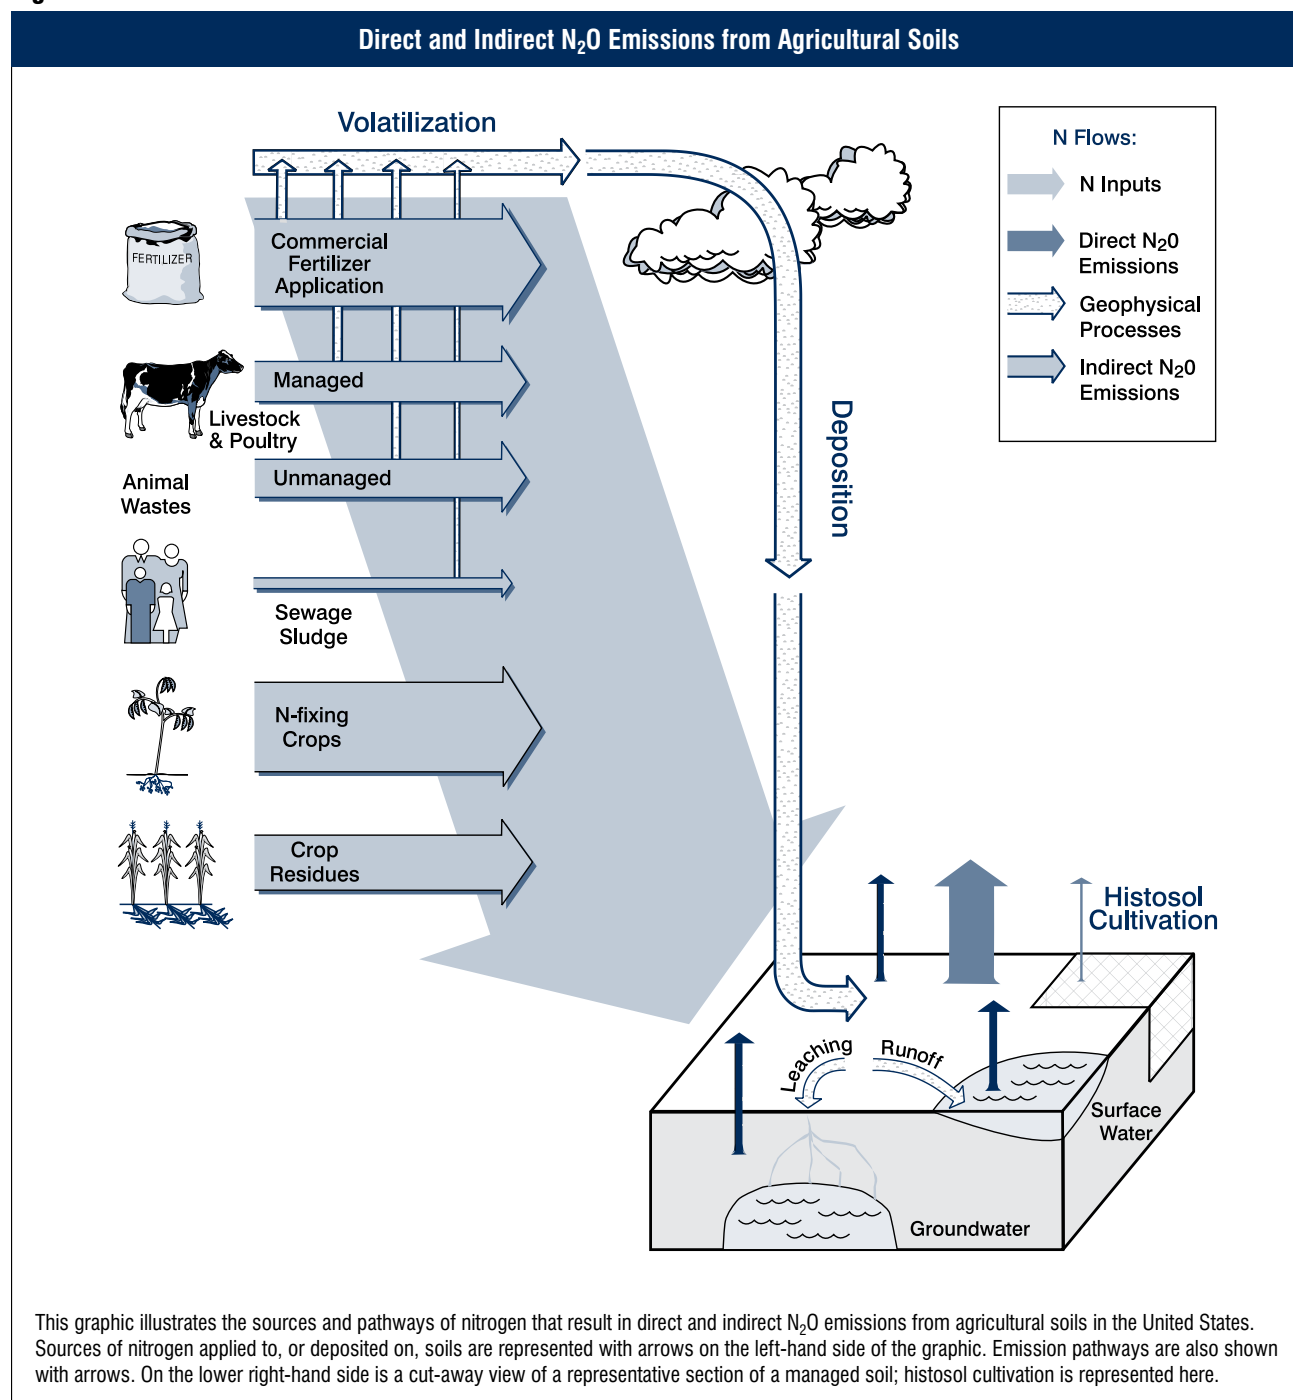 Direct and Indirect N₂O Emissions from Agricultural Soils
Volatilization
N Flows:
N Inputs
Direct N₂0
Emissions
Geophysical
Processes
Indirect N₂0
Emissions
FERTILIZER
Commercial
Fertilizer
Application
Managed
Livestock
& Poultry
Unmanaged
Animal
Wastes
Deposition
Sewage
Sludge
N-fixing
Crops
Crop
Residues
Histosol
Cultivation
Leaching
Runoff
Surface
Water
Groundwater
This graphic illustrates the sources and pathways of nitrogen that result in direct and indirect N₂O emissions from agricultural soils in the United States.
Sources of nitrogen applied to, or deposited on, soils are represented with arrows on the left-hand side of the graphic. Emission pathways are also shown
with arrows. On the lower right-hand side is a cut-away view of a representative section of a managed soil; histosol cultivation is represented here.